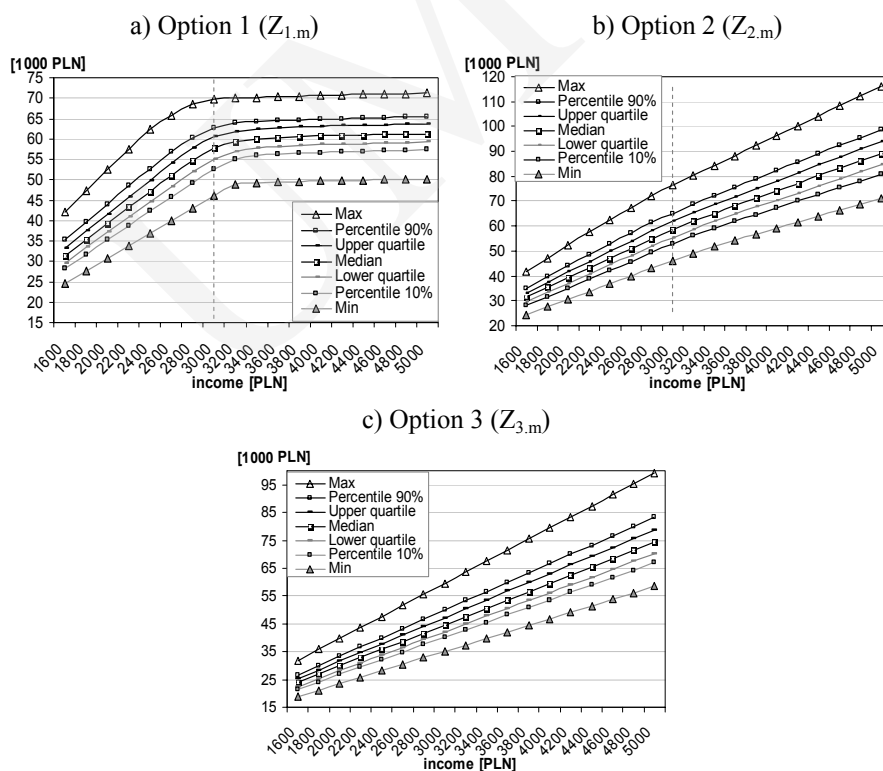 a) Option 1 (Z1.m)
[1000 PLN]
75
70
65
60
55
50
45
40
35
30
25
20
15
Max
Percentile 90%
Upper quartile
Median
Lower quartile
Percentile 10%
Min
1600 1800 2000 2200 2400 2600 2800 3000 3200 3400 3600 3800 4000 4200 4400 4600 4800 5000
income [PLN]
b) Option 2 (Z2.m)
[1000 PLN]
120
110
100
90
80
70
60
50
40
30
20
Max
Percentile 90%
Upper quartile
Median
Lower quartile
Percentile 10%
Min
1600 1800 2000 2200 2400 2600 2800 3000 3200 3400 3600 3800 4000 4200 4400 4600 4800 5000
income [PLN]
c) Option 3 (Z3.m)
[1000 PLN]
95
85
75
65
55
45
35
25
15
Max
Percentile 90%
Upper quartile
Median
Lower quartile
Percentile 10%
Min
1600 1800 2000 2200 2400 2600 2800 3000 3200 3400 3600 3800 4000 4200 4400 4600 4800 5000
income [PLN]